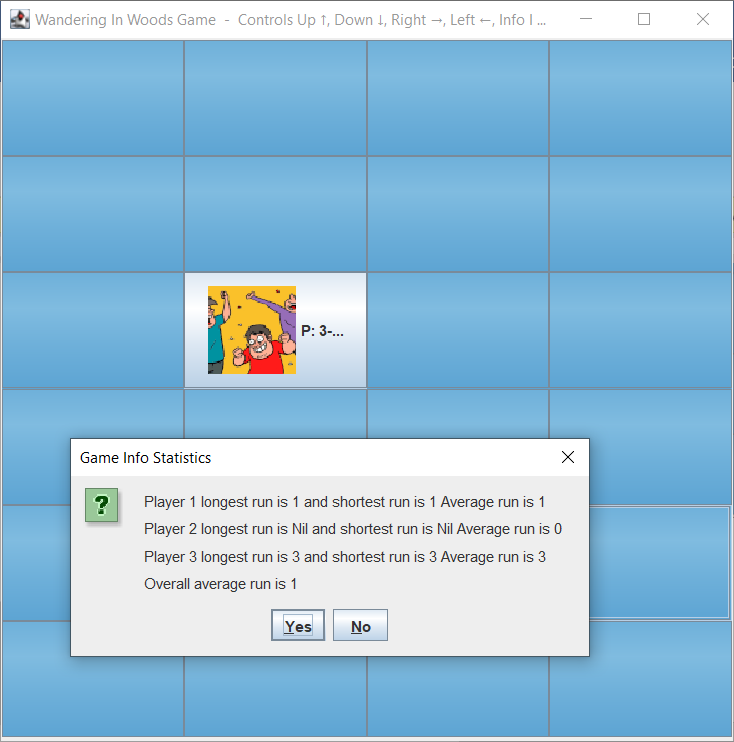 Wandering In Woods Game - Controls Up ↑, Down ↓, Right →, Left ←, Info I ...
P: 3-...
Game Info Statistics
?
Player 1 longest run is 1 and shortest run is 1 Average run is 1
Player 2 longest run is Nil and shortest run is Nil Average run is 0
Player 3 longest run is 3 and shortest run is 3 Average run is 3
Overall average run is 1
Yes No